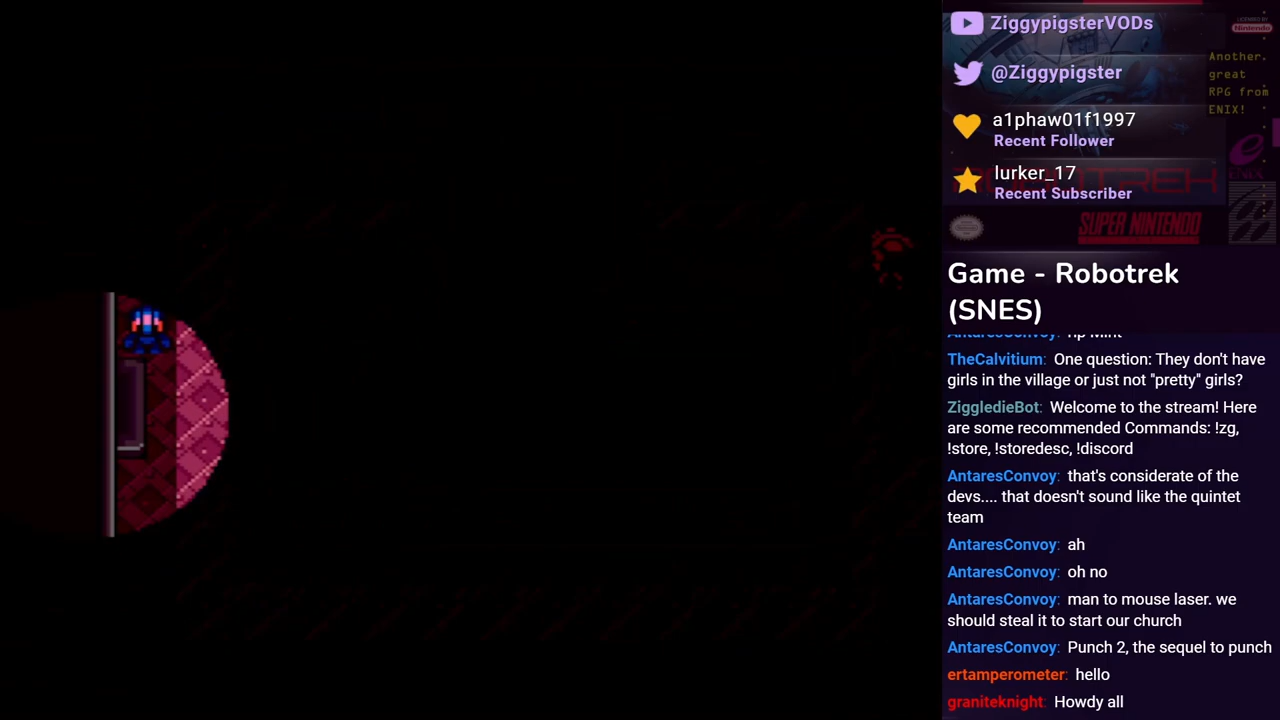 ZiggypigsterVODs
@Ziggypigster
a1phaw01f1997
Recent Follower
lurker_17
Recent Subscriber
LICENSED BY
Nintendo
Another
great
RPG from
ENIX!
ROBOTREK
SUPER NINTENDO
Game - Robotrek
(SNES)
TheCalvitium: One question: They don't have
girls in the village or just not "pretty" girls?
ZiggledieBot: Welcome to the stream! Here
are some recommended Commands: !zg,
!store, !storedesc, !discord
AntaresConvoy: that's considerate of the
devs.... that doesn't sound like the quintet
team
AntaresConvoy: ah
AntaresConvoy: oh no
AntaresConvoy: man to mouse laser. we
should steal it to start our church
AntaresConvoy: Punch 2, the sequel to punch
ertamperometer: hello
graniteknight: Howdy all